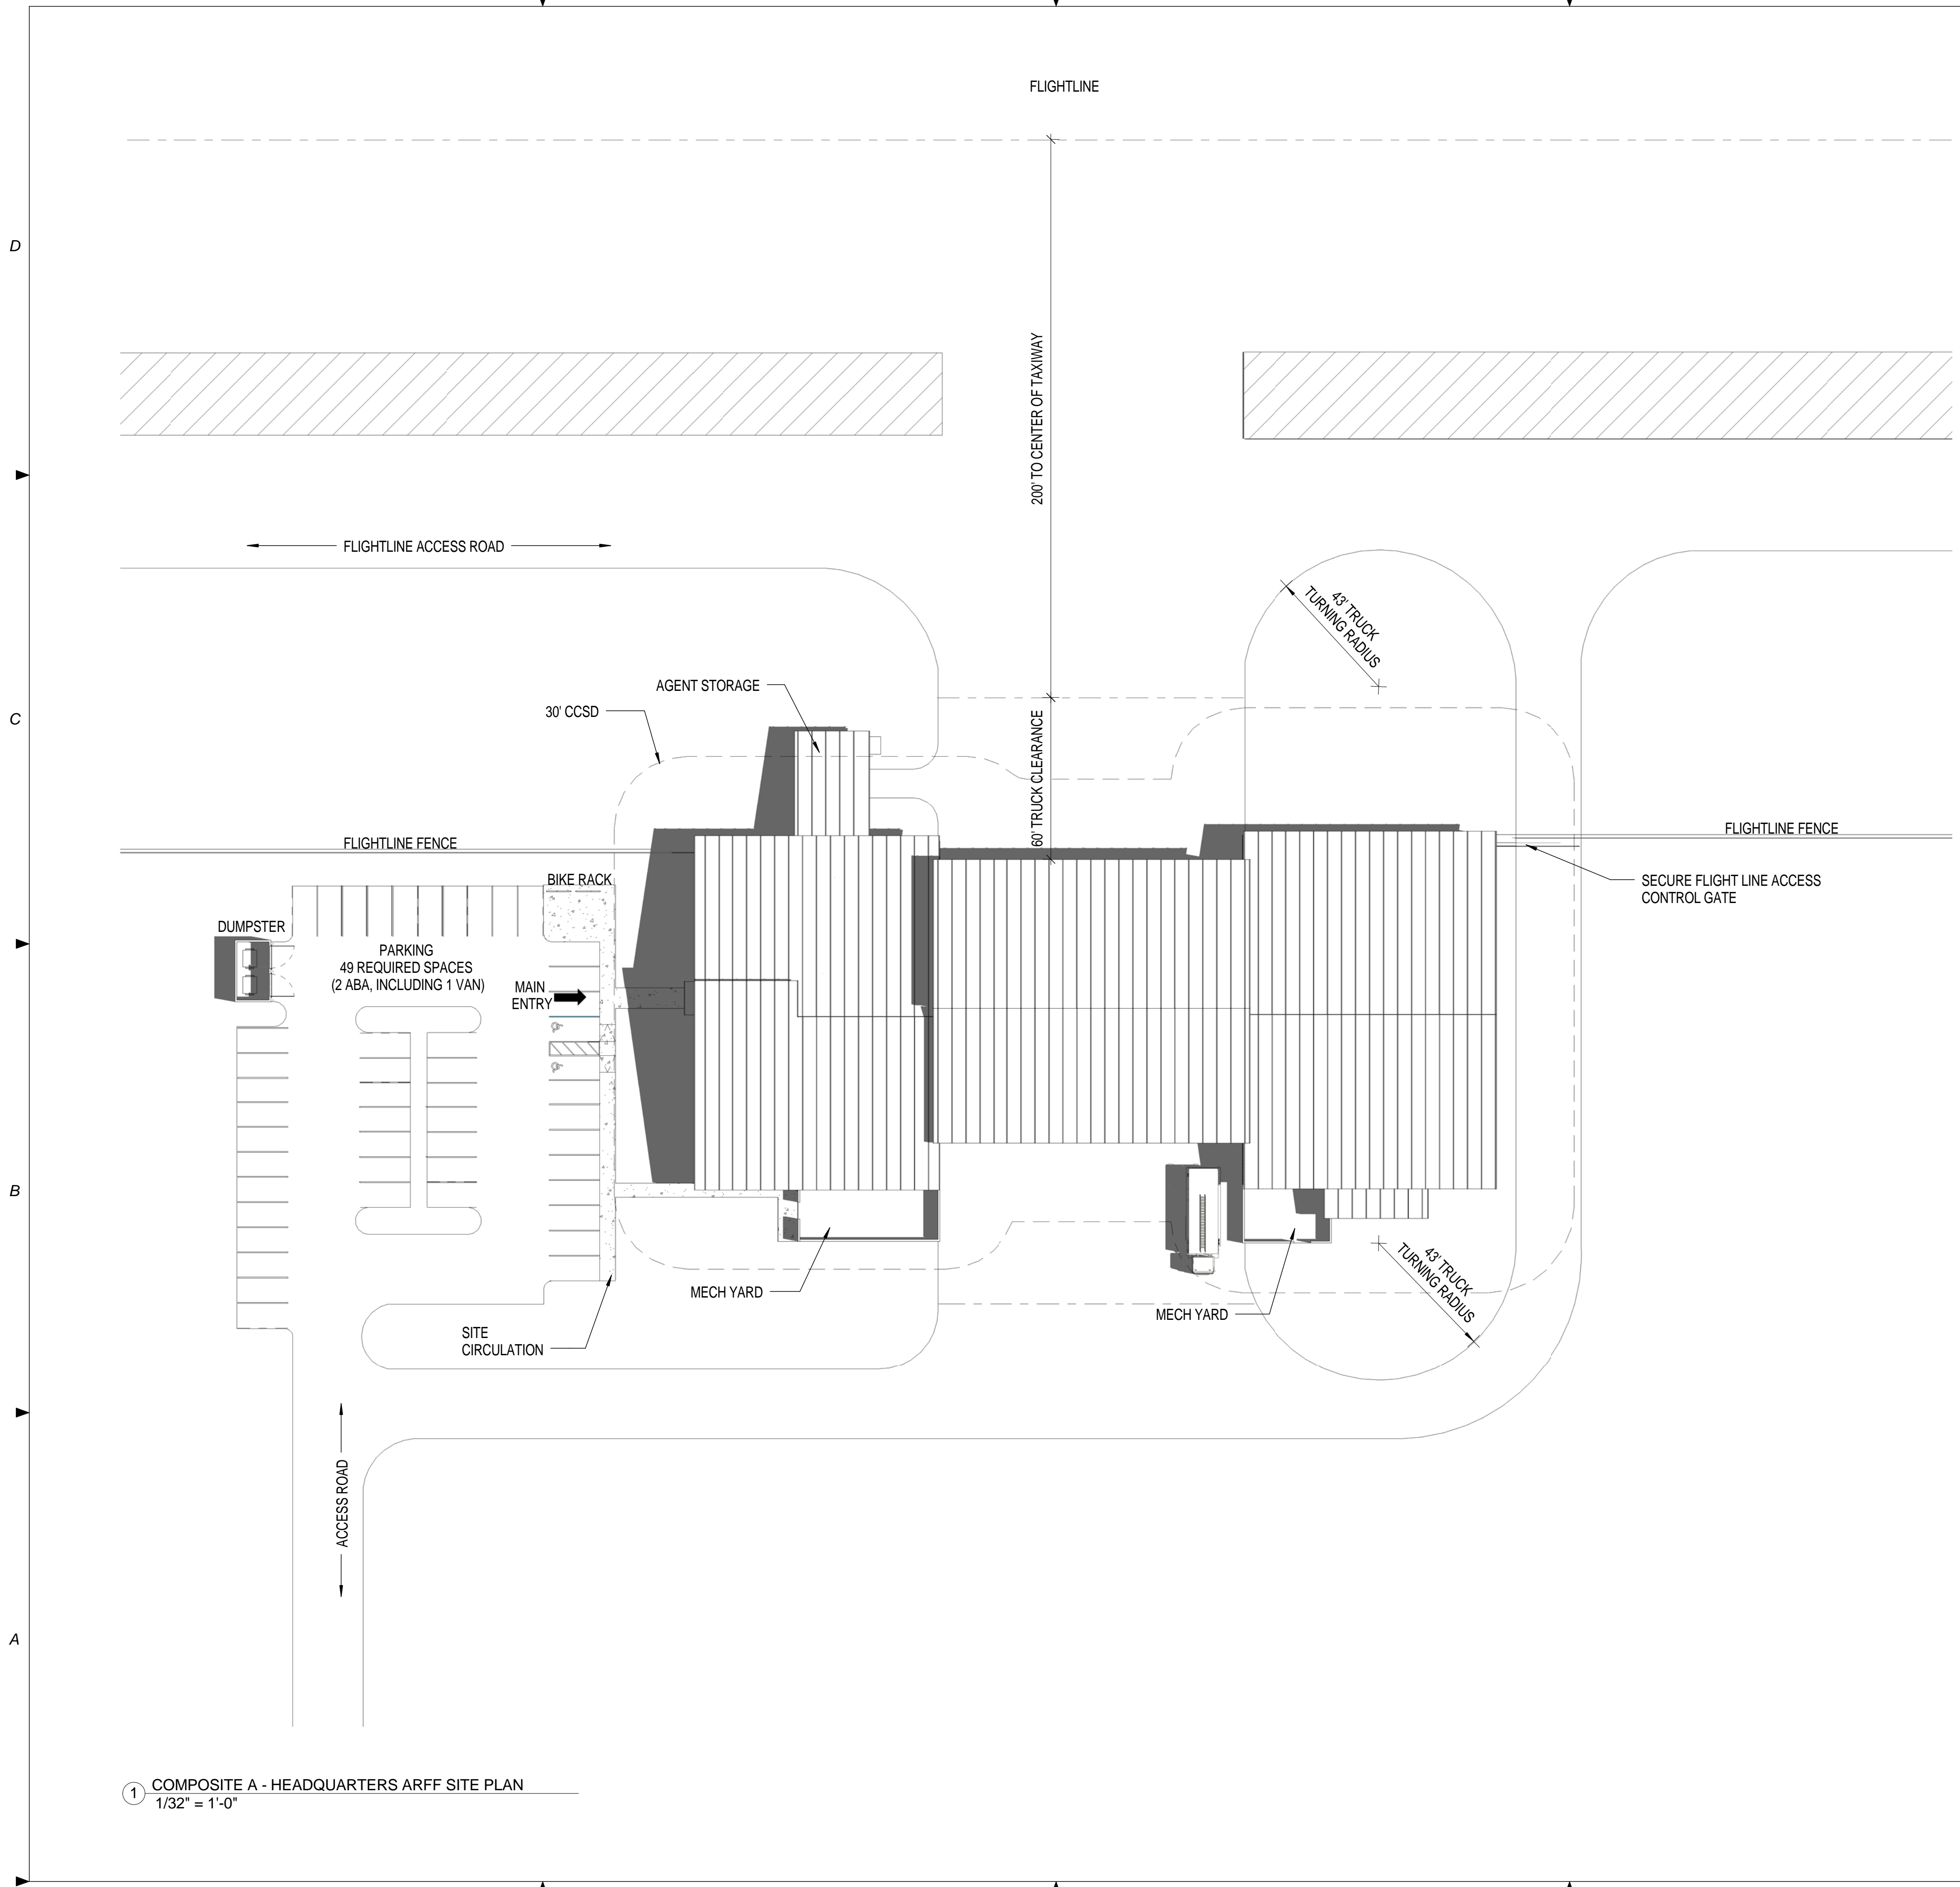 FLIGHTLINE
D
200' TO CENTER OF TAXIWAY
FLIGHTLINE ACCESS ROAD
43' TRUCK
TURNING RADIUS
AGENT STORAGE
30' CCSD
C
60' TRUCK CLEARANCE
FLIGHTLINE FENCE
FLIGHTLINE FENCE
BIKE RACK
SECURE FLIGHT LINE ACCESS
CONTROL GATE
DUMPSTER
PARKING
49 REQUIRED SPACES
(2 ABA, INCLUDING 1 VAN)
MAIN
ENTRY
B
43' TRUCK
TURNING RADIUS
MECH YARD
MECH YARD
SITE
CIRCULATION
ACCESS ROAD
A
1
COMPOSITE A - HEADQUARTERS ARFF SITE PLAN
1/32" = 1'-0"